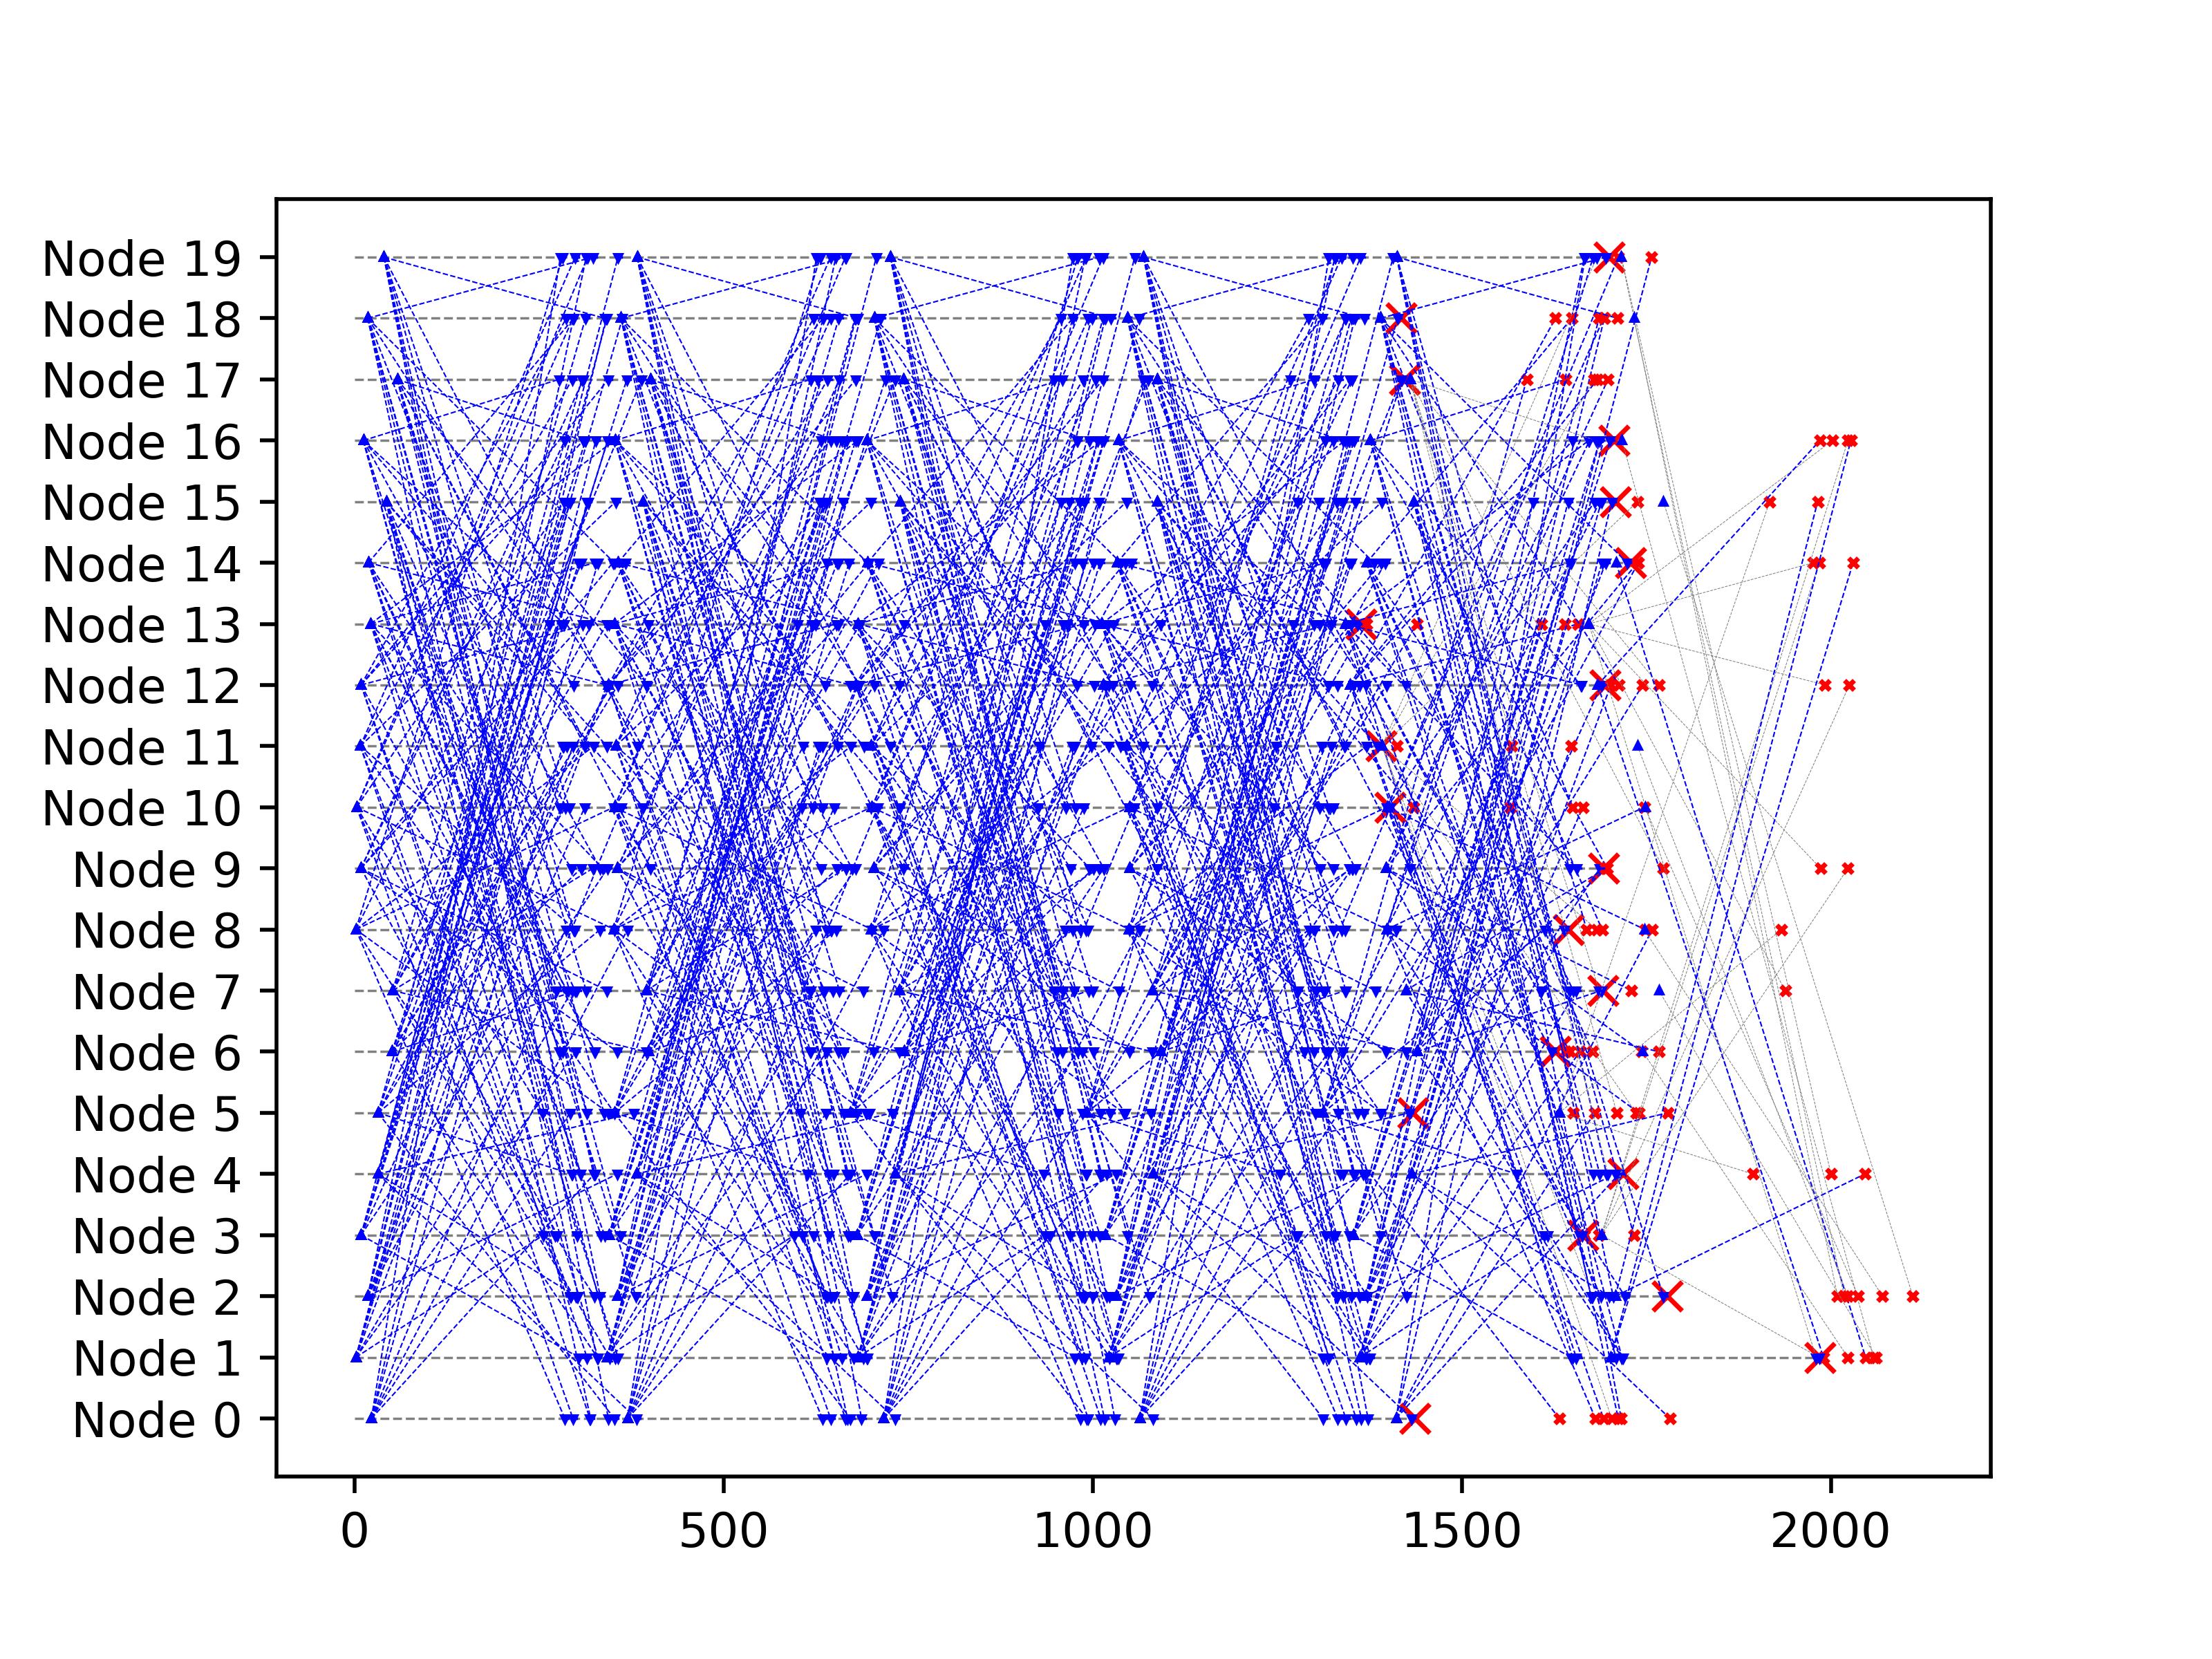 Node 19
Node 18
Node 17
Node 16
Node 15
Node 14
Node 13
Node 12
Node 11
Node 10
Node 9
Node 8
Node 7
Node 6
Node 5
Node 4
Node 3
Node 2
Node 1
Node 0
0 500 1000 1500 2000